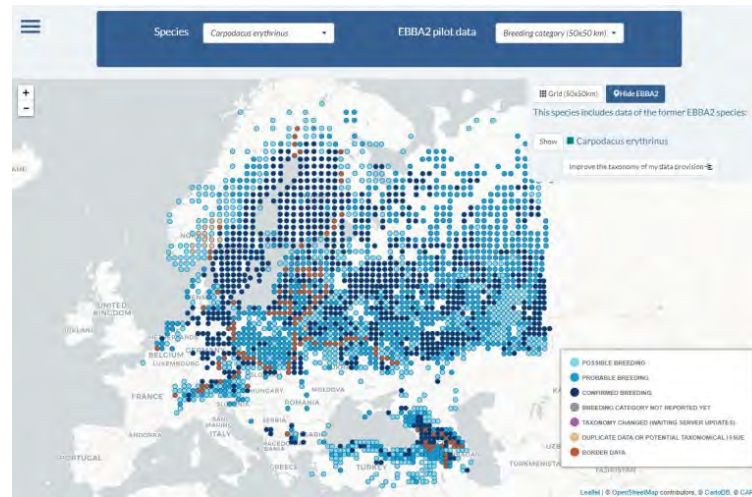 Species
Carpodacus erythrinus
EBBA2 pilot data
Breeding category (50x50 km)
+
-
Grid (50x50km)
Hide EBBA2
This species includes data of the former EBBA2 species:
Show
Carpodacus erythrinus
Improve the taxonomy of my data provision
UNITED
KINGDOM
BELGIUM
LUXEMBOURG
FRANCE
ANDORRA
PORTUGAL
ITALY
HUNGARY
MOLDOVA
ROMANIA
SERBIA
GREECE
TURKEY
POSSIBLE BREEDING
PROBABLE BREEDING
CONFIRMED BREEDING
BREEDING CATEGORY NOT REPORTED YET
TAXONOMY CHANGED (WAITING SERVER UPDATES)
DUPLICATE DATA OR POTENTIAL TAXONOMICAL ISSUE
BORDER DATA
Leaflet | © OpenStreetMap contributors, © CartoDB, ©